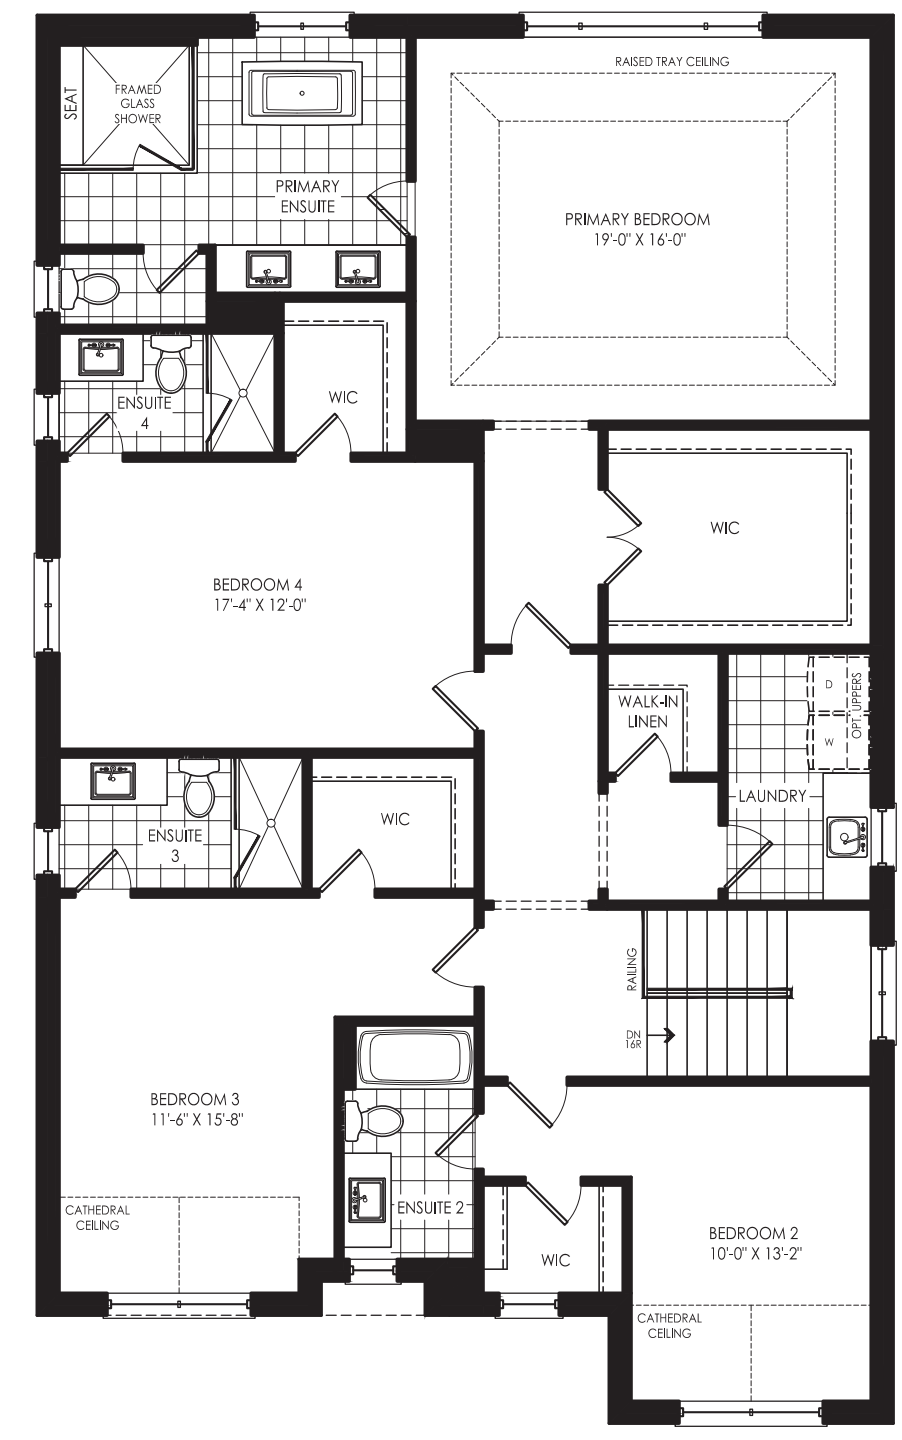 RAISED TRAY CEILING
SEAT
FRAMED
GLASS
SHOWER
PRIMARY
ENSUITE
PRIMARY BEDROOM
19'-0" X 16'-0"
ENSUITE
4
WIC
WIC
BEDROOM 4
17'-4" X 12'-0"
WALK-IN
LINEN
D
W
OPT. UPPERS
LAUNDRY
ENSUITE
3
WIC
RAILING
DN
16R
BEDROOM 3
11'-6" X 15'-8"
CATHEDRAL
CEILING
ENSUITE 2
WIC
BEDROOM 2
10'-0" X 13'-2"
CATHEDRAL
CEILING